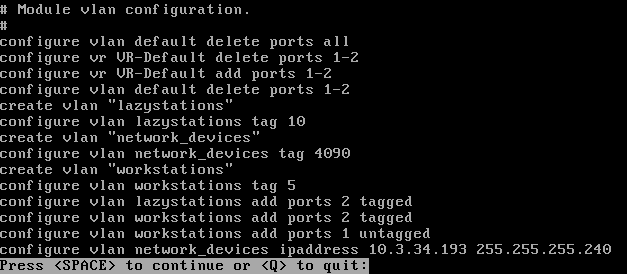 # Module vlan configuration.
#
configure vlan default delete ports all
configure vr VR-Default delete ports 1-2
configure vr VR-Default add ports 1-2
configure vlan default delete ports 1-2
create vlan "lazystations"
configure vlan lazystations tag 10
create vlan "network_devices"
configure vlan network_devices tag 4090
create vlan "workstations"
configure vlan workstations tag 5
configure vlan lazystations add ports 2 tagged
configure vlan workstations add ports 2 tagged
configure vlan workstations add ports 1 untagged
configure vlan network_devices ipaddress 10.3.34.193 255.255.255.240
Press <SPACE> to continue or <Q> to quit: